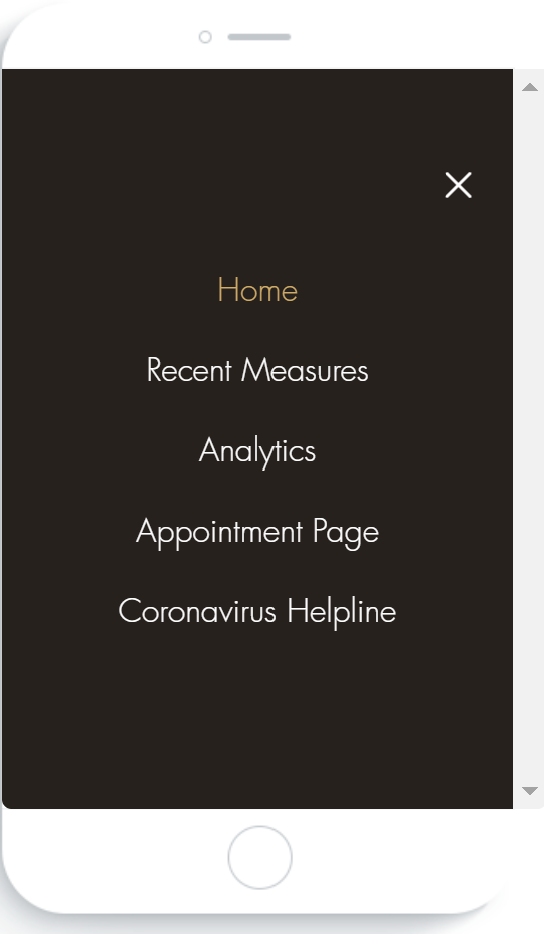 Home
Recent Measures
Analytics
Appointment Page
Coronavirus Helpline